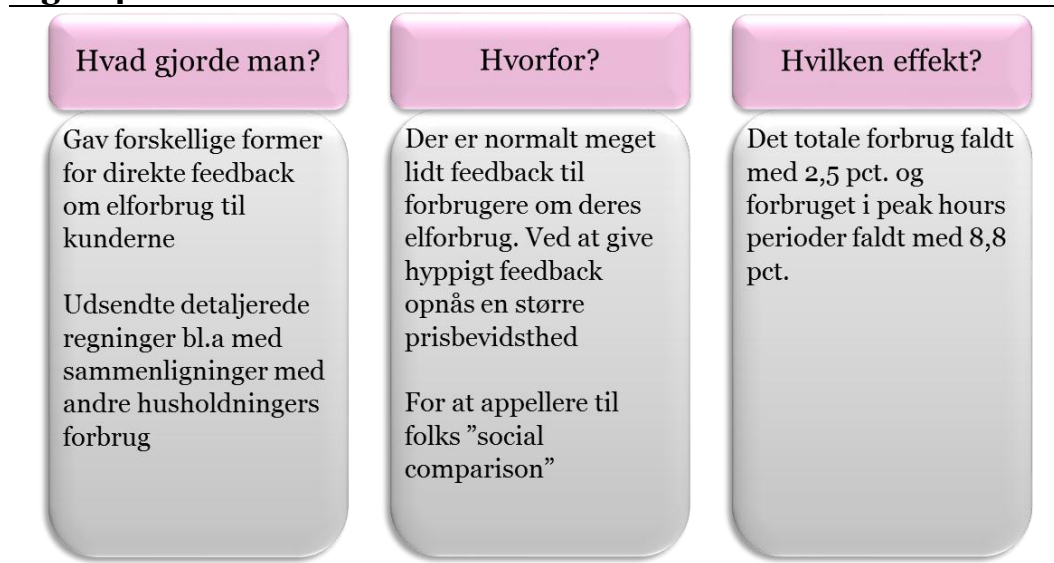 Hvad gjorde man?
Gav forskellige former
for direkte feedback
om elforbrug til
kunderne
Udsendte detaljerede
regninger bl.a med
sammenligninger med
andre husholdningers
forbrug
Hvorfor?
Der er normalt meget
lidt feedback til
forbrugere om deres
elforbrug. Ved at give
hyppigt feedback
opnås en større
prisbevidsthed
For at appellere til
folks ”social
comparison”
Hvilken effekt?
Det totale forbrug faldt
med 2,5 pct. og
forbruget i peak hours
perioder faldt med 8,8
pct.